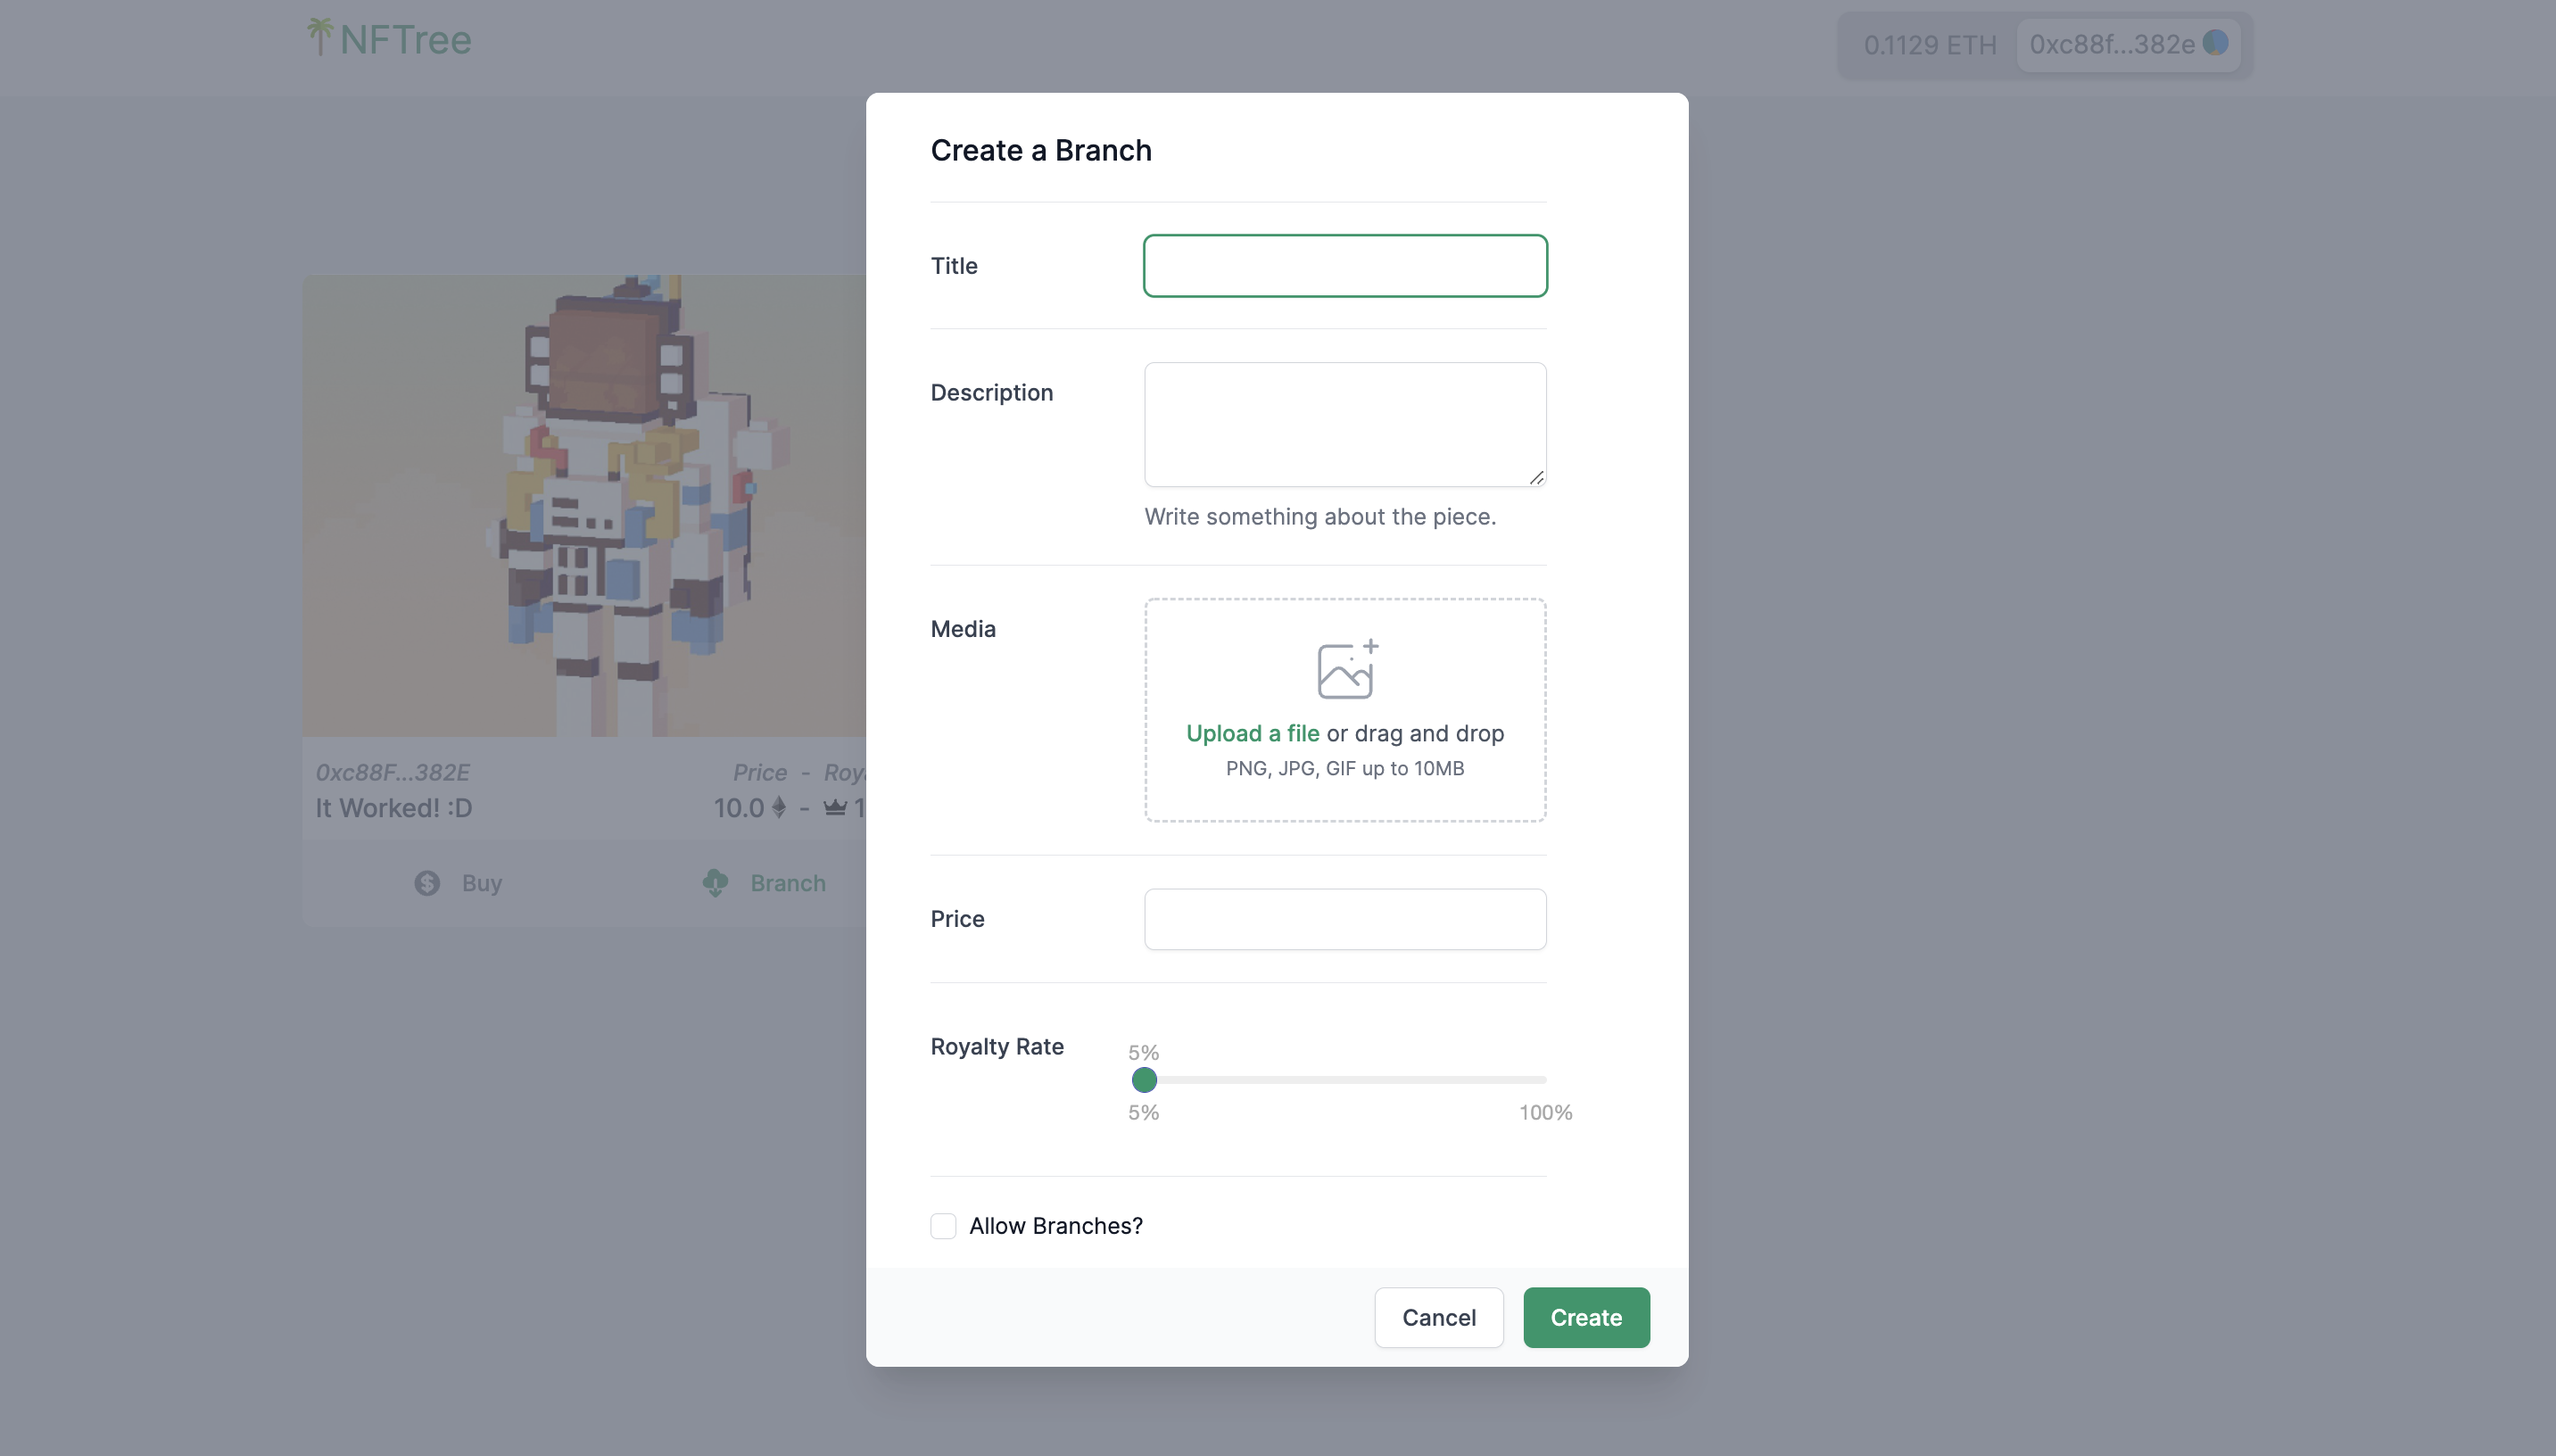 NFTree
0.1129 ETH 0xc88f...382e
Create a Branch
Title
Description
Write something about the piece.
Media
Upload a file or drag and drop
PNG, JPG, GIF up to 10MB
0xc88F...382E Price -
It Worked! :D 10.0 -
Buy Branch
Price
Royalty Rate
5%
5% 100%
Allow Branches?
Cancel Create